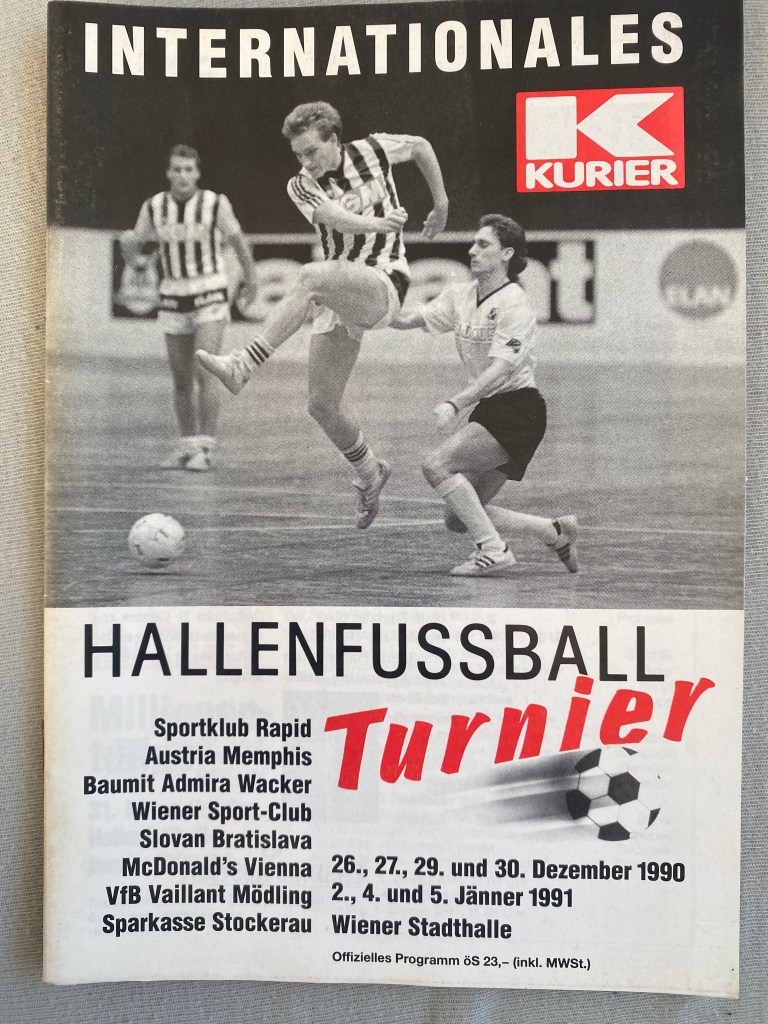 INTERNATIONALES
K
KURIER
ELAN
ELAN
HALLENFUSSBALL
Turnier
Sportklub Rapid
Austria Memphis
Baumit Admira Wacker
Wiener Sport-Club
Slovan Bratislava
McDonald's Vienna
VfB Vaillant Mödling
Sparkasse Stockerau
26., 27., 29. und 30. Dezember 1990
2., 4. und 5. Jänner 1991
Wiener Stadthalle
Offizielles Programm öS 23,– (inkl. MWSt.)